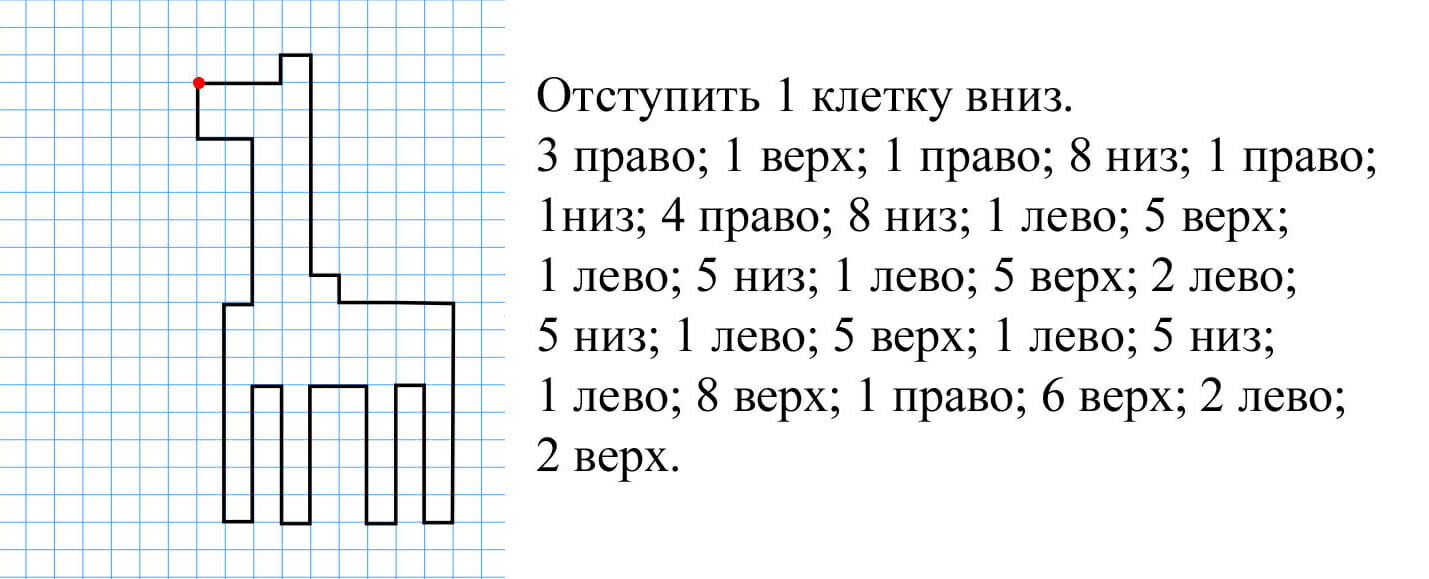 Отступить 1 клетку вниз.
3 право; 1 верх; 1 право; 8 низ; 1 право;
1низ; 4 право; 8 низ; 1 лево; 5 верх;
1 лево; 5 низ; 1 лево; 5 верх; 2 лево;
5 низ; 1 лево; 5 верх; 1 лево; 5 низ;
1 лево; 8 верх; 1 право; 6 верх; 2 лево;
2 верх.